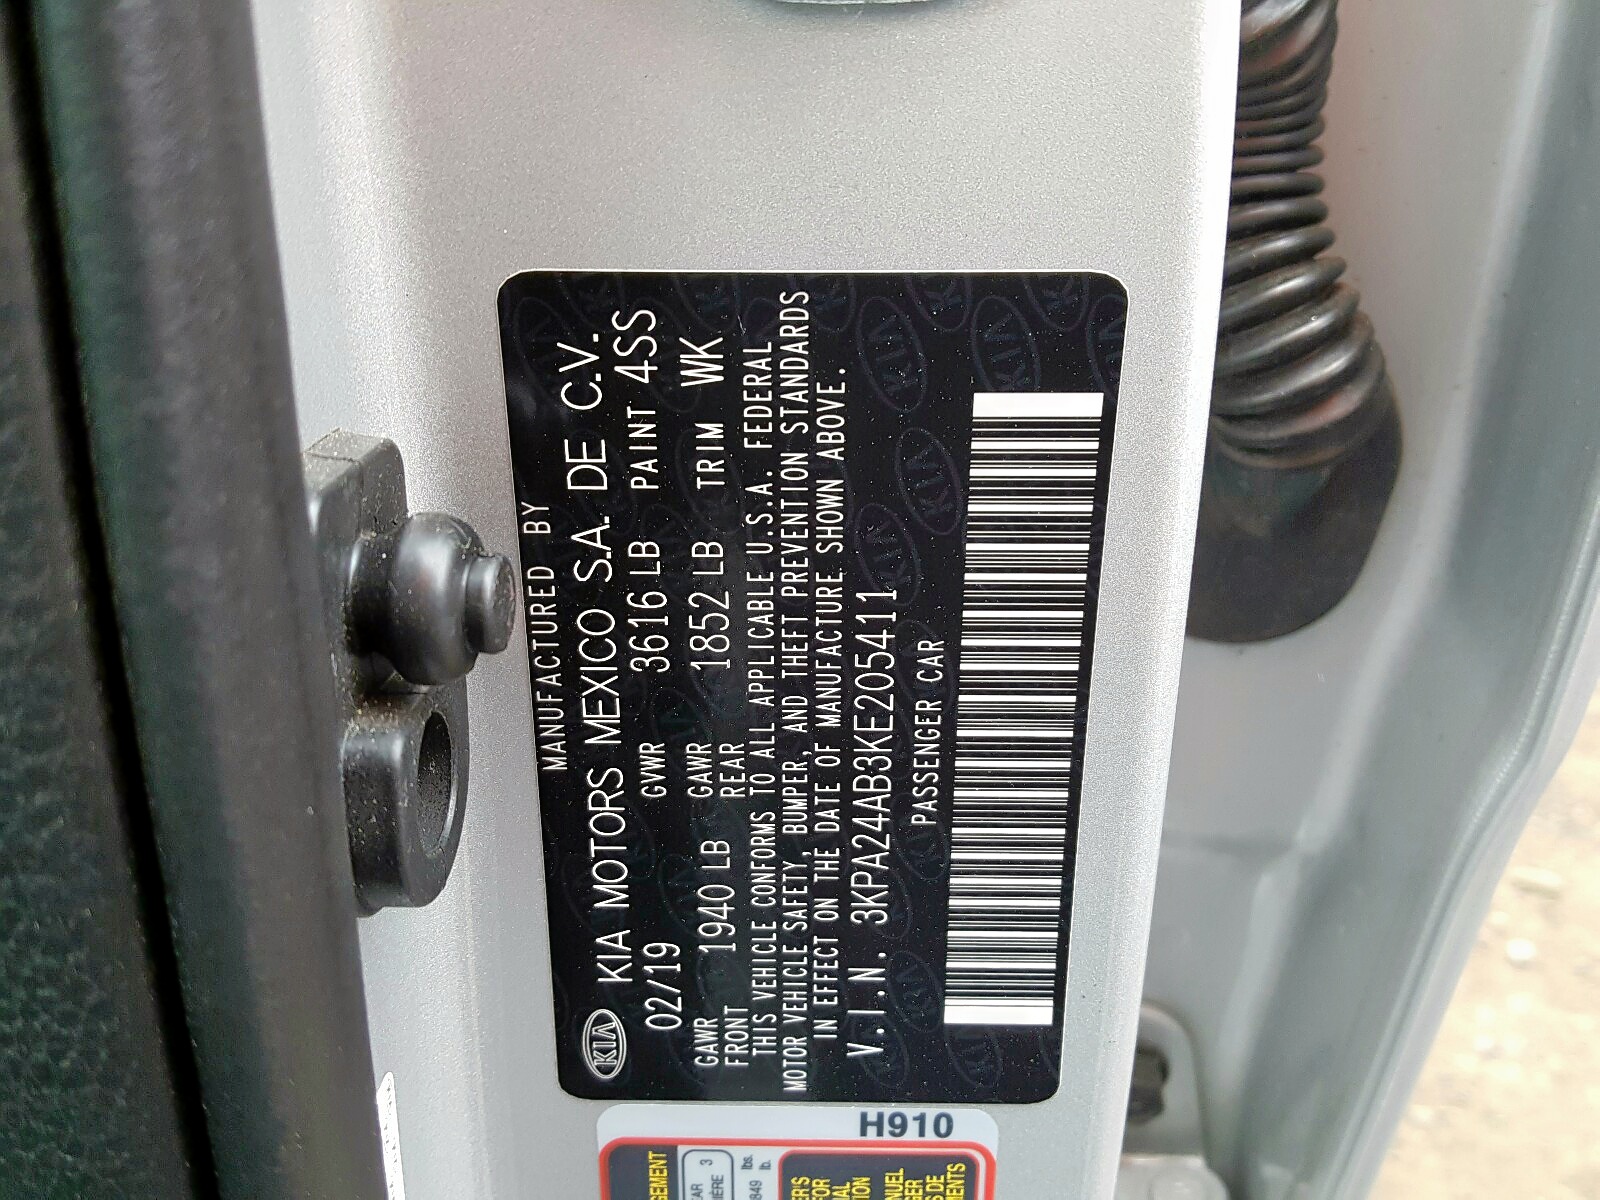 MANUFACTURED BY
KIA KIA MOTORS MEXICO S.A. DE C.V.
02/19 GVWR 3616 LB PAINT 4SS
GAWR FRONT 1940 LB GAWR REAR 1852 LB TRIM WK
THIS VEHICLE CONFORMS TO ALL APPLICABLE U.S.A. FEDERAL
MOTOR VEHICLE SAFETY, BUMPER, AND THEFT PREVENTION STANDARDS
IN EFFECT ON THE DATE OF MANUFACTURE SHOWN ABOVE.
V.I.N. 3KPA24AB3KE205411
PASSENGER CAR
H910